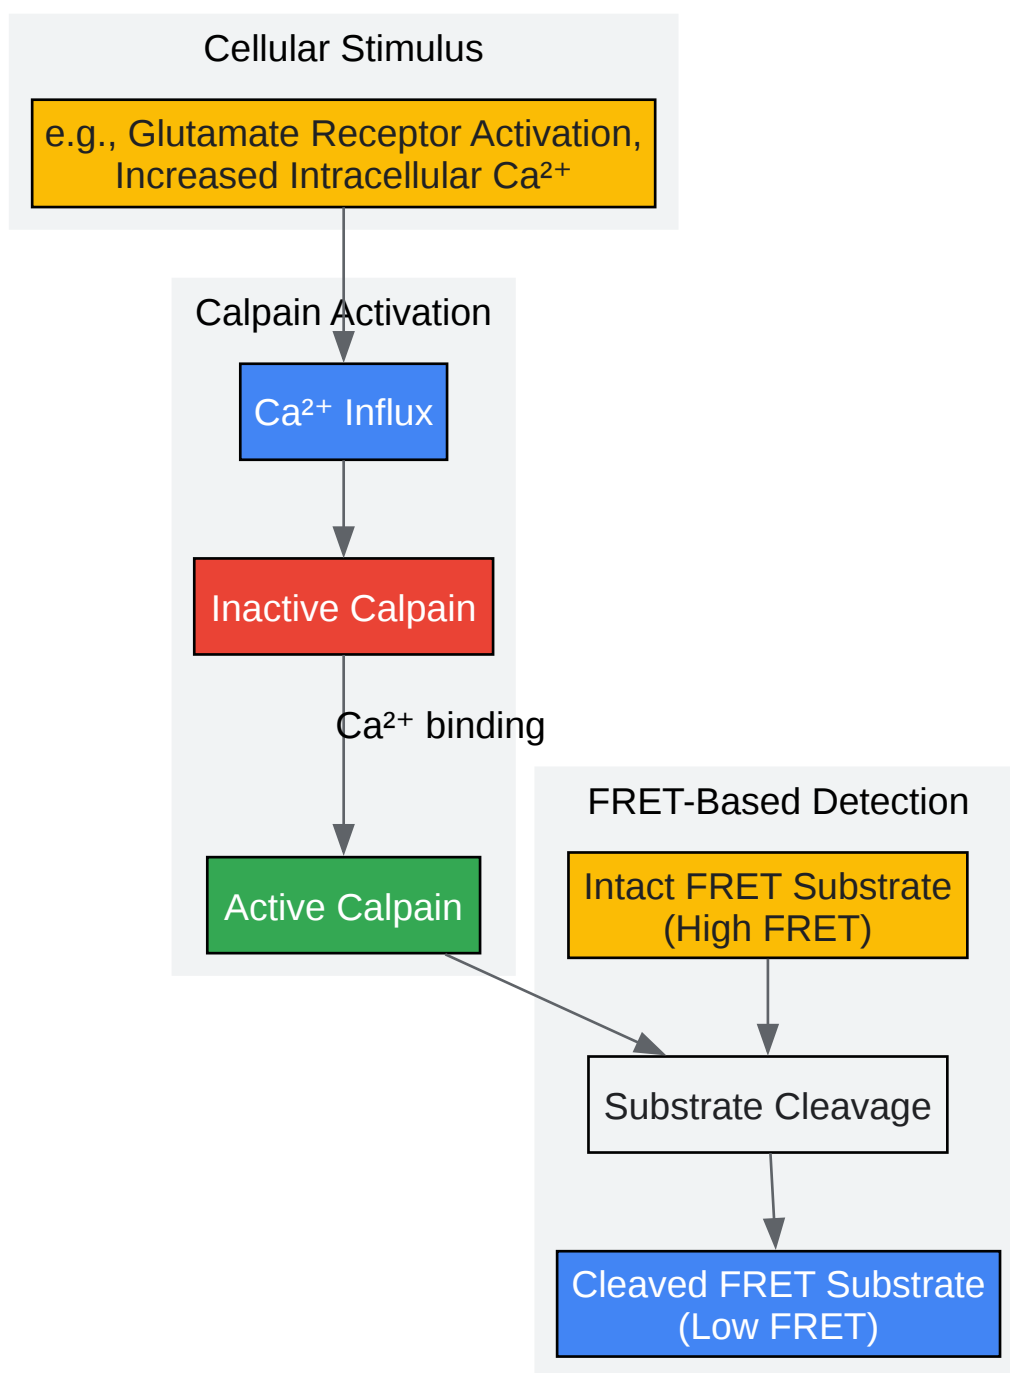 Cellular Stimulus
e.g., Glutamate Receptor Activation,
Increased Intracellular Ca²⁺
Calpain Activation
Ca²⁺ Influx
Inactive Calpain
Ca²⁺ binding
Active Calpain
FRET-Based Detection
Intact FRET Substrate
(High FRET)
Substrate Cleavage
Cleaved FRET Substrate
(Low FRET)